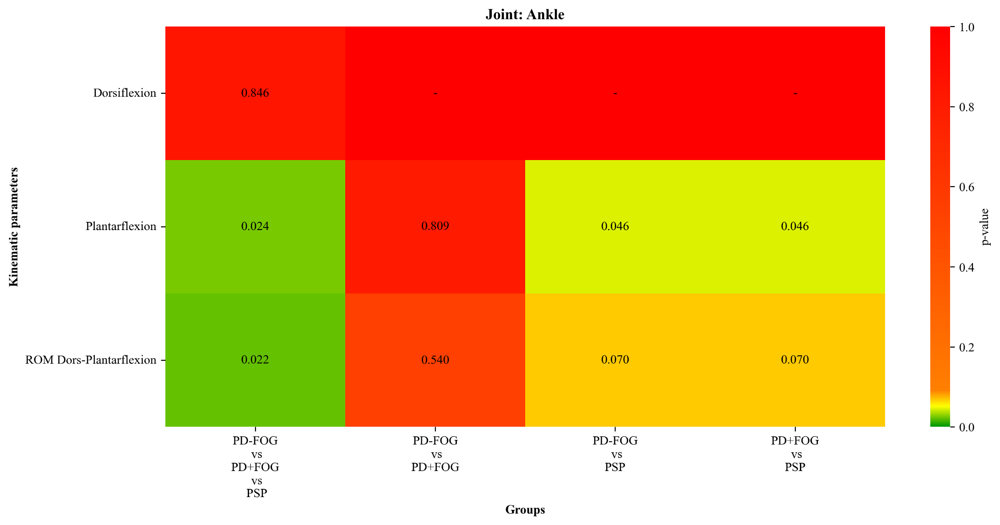 Joint: Ankle
Kinematic parameters
Dorsiflexion
0.846
-
-
-
Plantarflexion
0.024
0.809
0.046
0.046
ROM Dors-Plantarflexion
0.022
0.540
0.070
0.070
PD-FOG
vs
PD+FOG
vs
PSP
PD-FOG
vs
PD+FOG
PD-FOG
vs
PSP
PD+FOG
vs
PSP
Groups
1.0
0.8
0.6
0.4
0.2
0.0
p-value